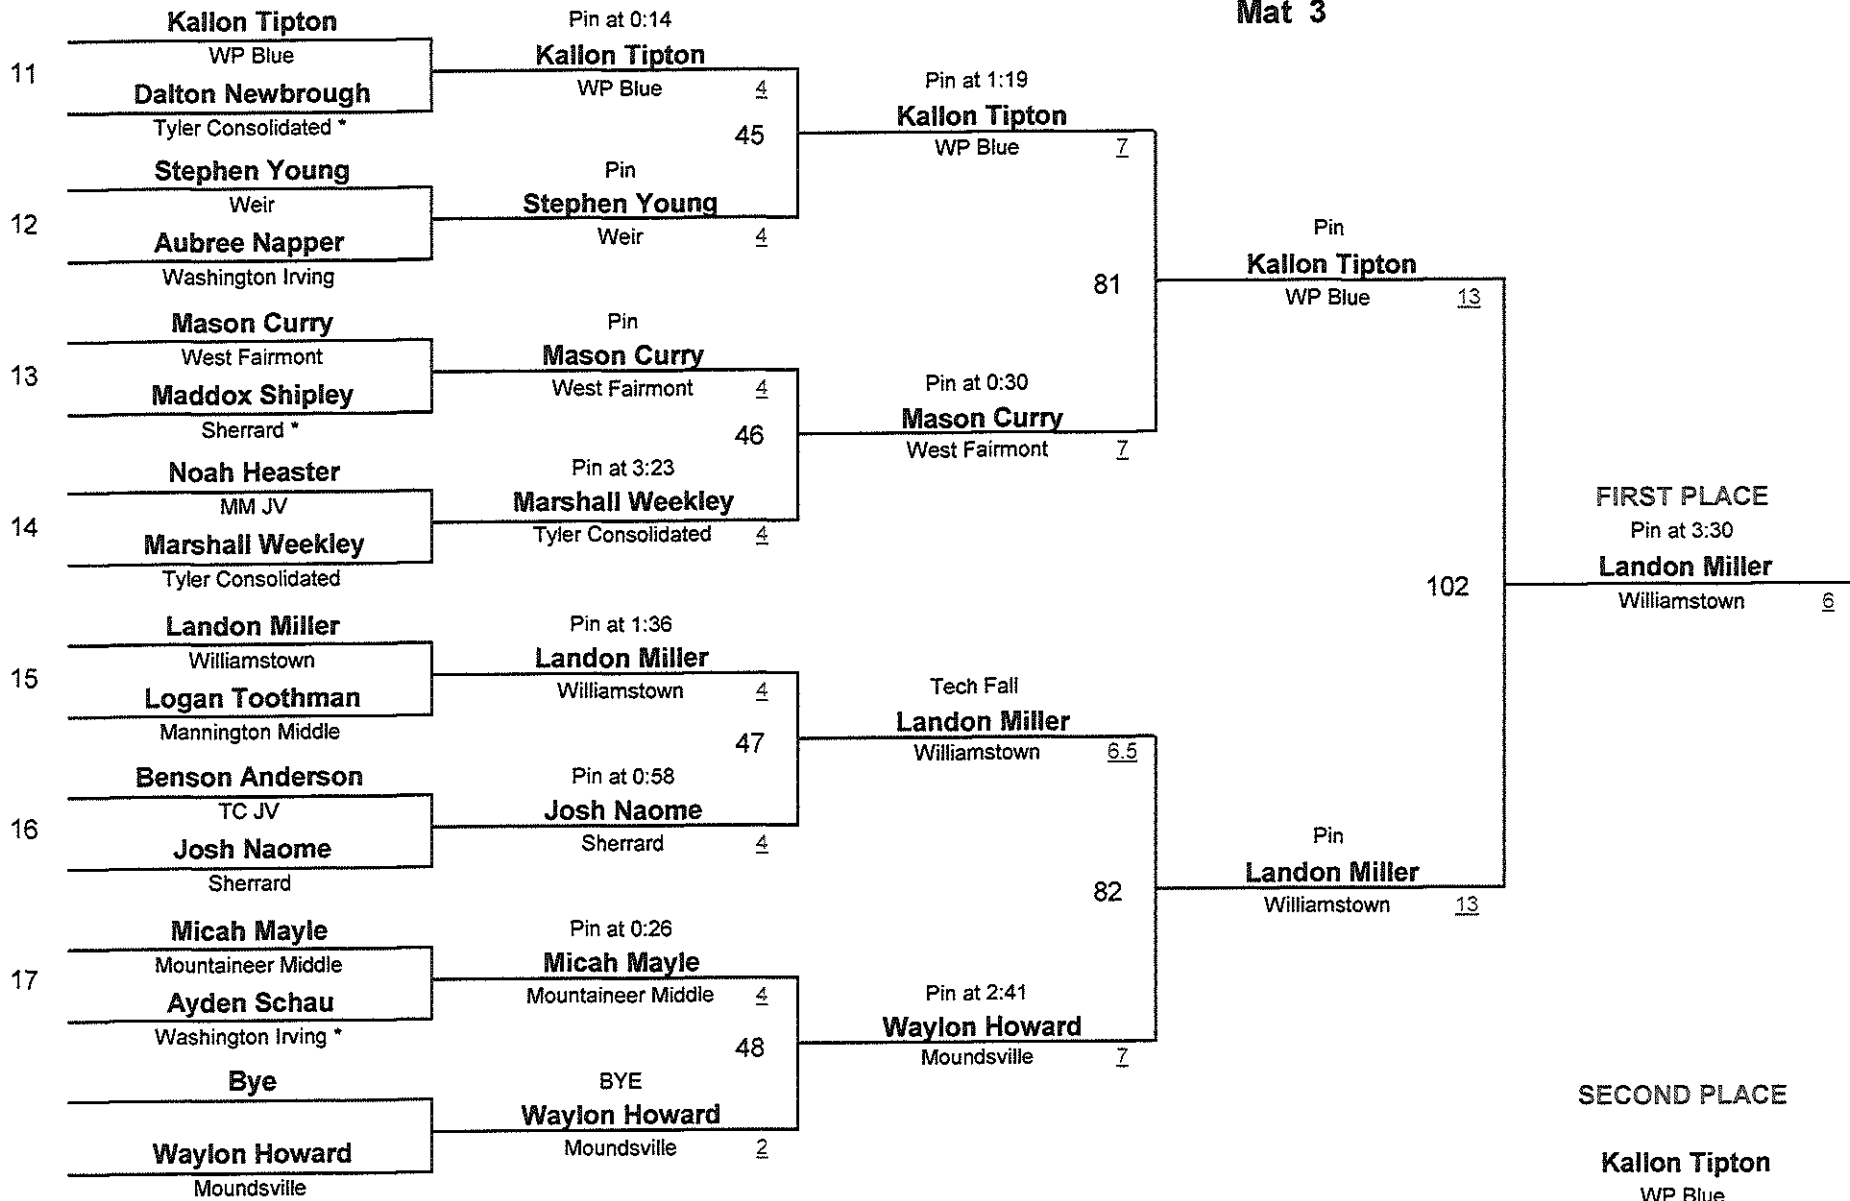 Mat 3
Kallon Tipton
WP Blue
11
Dalton Newbrough
Tyler Consolidated *
Stephen Young
Weir
12
Aubree Napper
Washington Irving
Mason Curry
West Fairmont
13
Maddox Shipley
Sherrard *
Noah Heaster
MM JV
14
Marshall Weekley
Tyler Consolidated
Landon Miller
Williamstown
15
Logan Toothman
Mannington Middle
Benson Anderson
TC JV
16
Josh Naome
Sherrard
Micah Mayle
Mountaineer Middle
17
Ayden Schau
Washington Irving *
Bye
Waylon Howard
Moundsville
Pin at 0:14
Kallon Tipton
WP Blue 4
45
Pin
Stephen Young
Weir 4
Pin
Mason Curry
West Fairmont 4
46
Pin at 3:23
Marshall Weekley
Tyler Consolidated 4
Pin at 1:36
Landon Miller
Williamstown 4
47
Pin at 0:58
Josh Naome
Sherrard 4
Pin at 0:26
Micah Mayle
Mountaineer Middle 4
48
BYE
Waylon Howard
Moundsville 2
Pin at 1:19
Kallon Tipton
WP Blue 7
81
Pin at 0:30
Mason Curry
West Fairmont 7
Tech Fall
Landon Miller
Williamstown 6.5
82
Pin at 2:41
Waylon Howard
Moundsville 7
Pin
Kallon Tipton
WP Blue 13
102
Pin
Landon Miller
Williamstown 13
FIRST PLACE
Pin at 3:30
Landon Miller
Williamstown 6
SECOND PLACE
Kallon Tipton
WP Blue